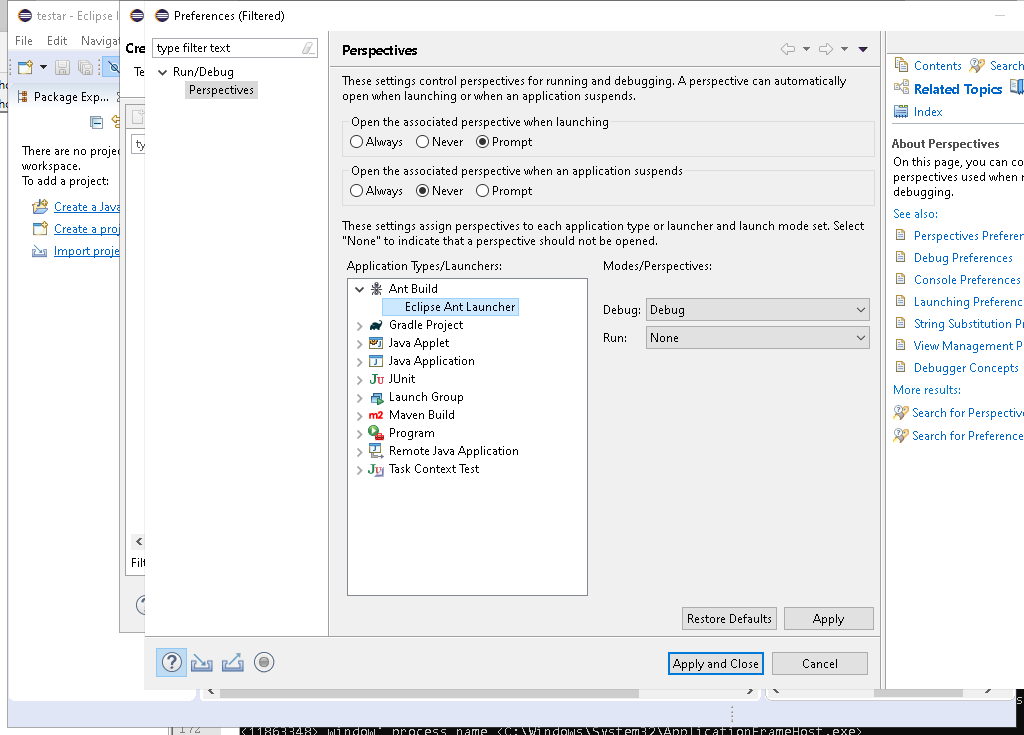 testar - Eclipse I
File Edit Navigat
Package Exp...
There are no projec
workspace.
To add a project:
Create a Java
Create a proj
Import proje
Cre
Te
ty
Filt
Preferences (Filtered)
type filter text
Run/Debug
Perspectives
Perspectives
These settings control perspectives for running and debugging. A perspective can automatically
open when launching or when an application suspends.
Open the associated perspective when launching
Always Never Prompt
Open the associated perspective when an application suspends
Always Never Prompt
These settings assign perspectives to each application type or launcher and launch mode set. Select
"None" to indicate that a perspective should not be opened.
Application Types/Launchers:
Ant Build
Eclipse Ant Launcher
Gradle Project
Java Applet
Java Application
JUnit
Launch Group
Maven Build
Program
Remote Java Application
Task Context Test
Modes/Perspectives:
Debug: Debug
Run: None
Restore Defaults Apply
Apply and Close Cancel
Contents Search
Related Topics
Index
About Perspectives
On this page, you can co
perspectives used when r
debugging.
See also:
Perspectives Preferen
Debug Preferences
Console Preferences
Launching Preferenc
String Substitution Pr
View Management P
Debugger Concepts
More results:
Search for Perspective
Search for Preference
172
<11863348> window' process name <C:\Windows\System32\ApplicationFrameHost.exe>